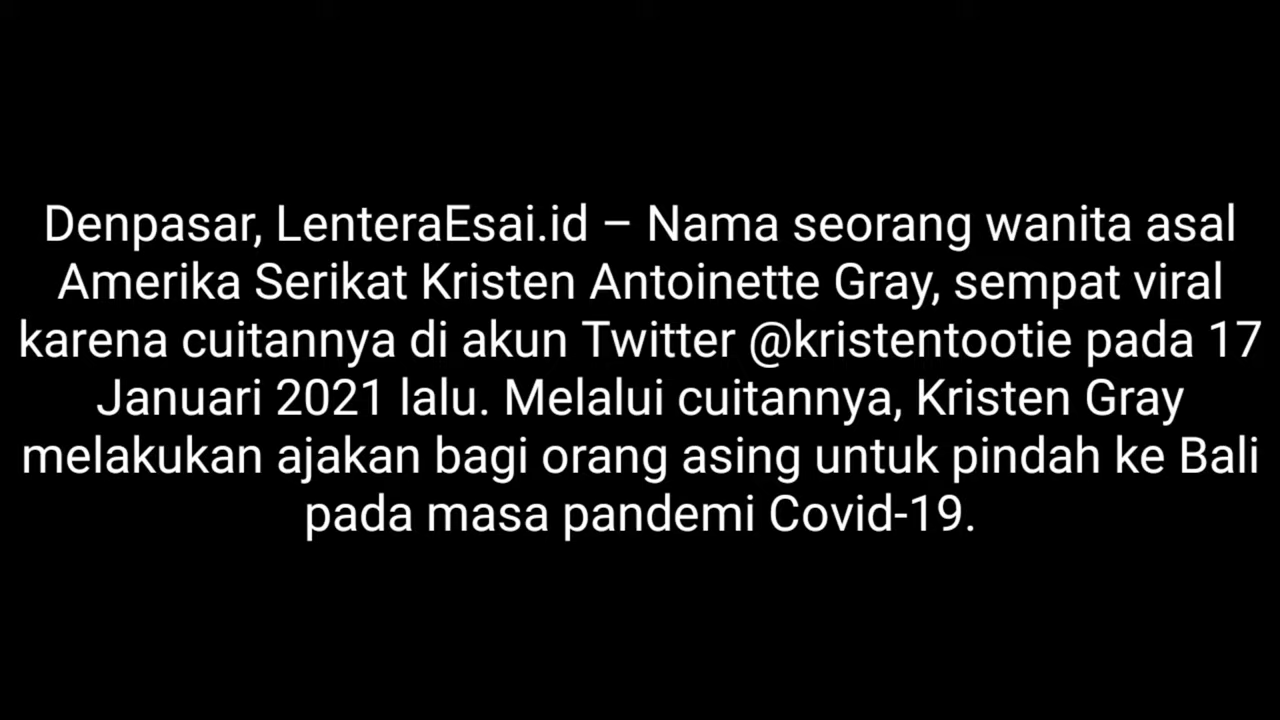 Denpasar, LenteraEsai.id – Nama seorang wanita asal
Amerika Serikat Kristen Antoinette Gray, sempat viral
karena cuitannya di akun Twitter @kristentootie pada 17
Januari 2021 lalu. Melalui cuitannya, Kristen Gray
melakukan ajakan bagi orang asing untuk pindah ke Bali
pada masa pandemi Covid-19.